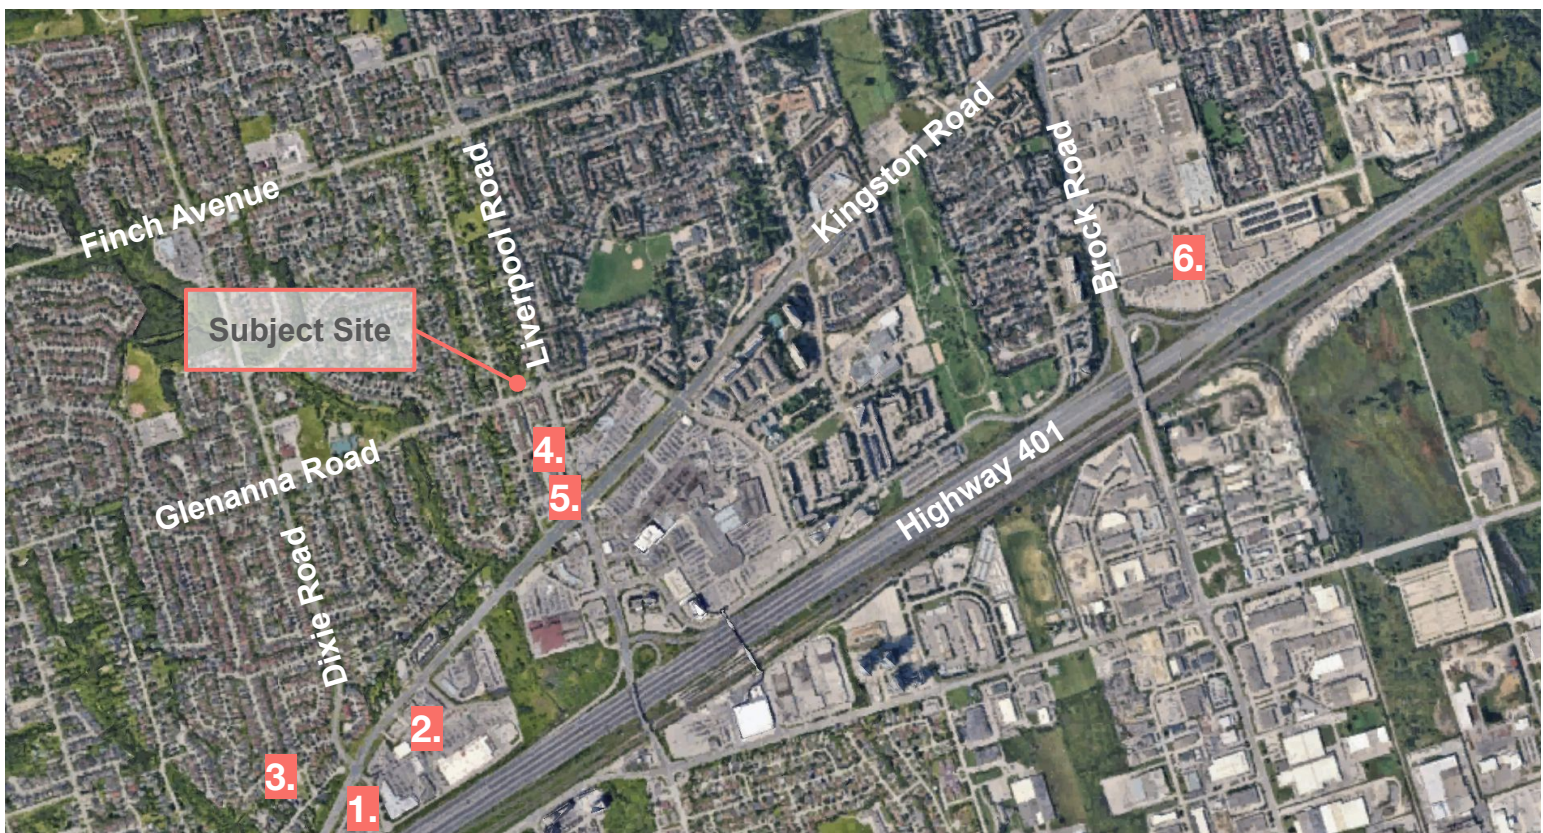 Kingston Road
Brock Road
Liverpool Road
Finch Avenue
6.
Subject Site
4.
Glenanna Road
5.
Highway 401
Dixie Road
2.
3.
1.